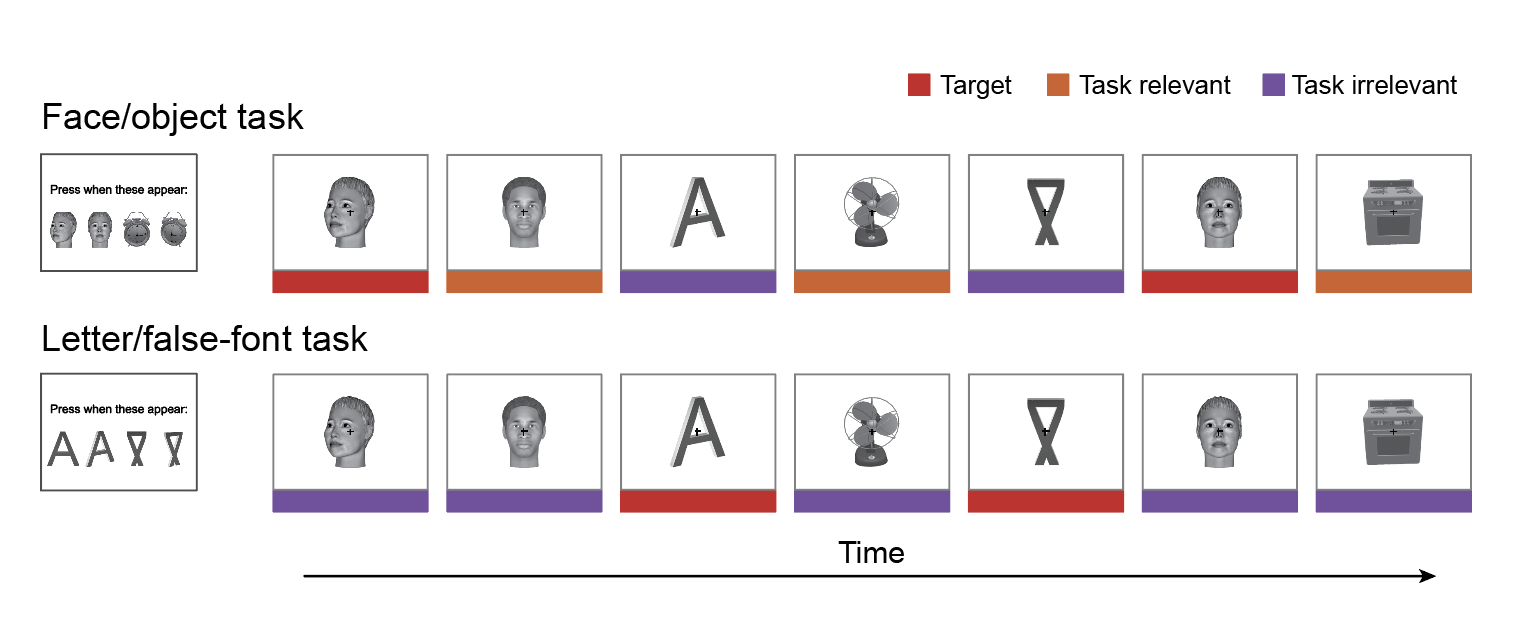 Target Task relevant Task irrelevant
Face/object task
Press when these appear:
A
Letter/false-font task
Press when these appear:
A A
A
Time